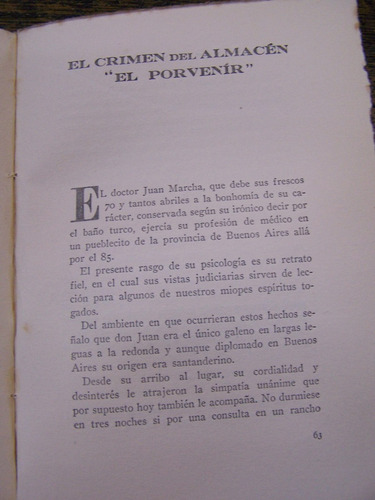 EL CRIMEN DEL ALMACÉN
"EL PORVENÍR"
EL doctor Juan Marcha, que debe sus frescos
70 y tantos abriles a la bonhomía de su ca-
rácter, conservada según su irónico decir por
el baño turco, ejercía su profesión de médico en
un pueblecito de la provincia de Buenos Aires allá
por el 85.
El presente rasgo de su psicología es su retrato
fiel, en el cual sus vistas judiciarias sirven de lec-
ción para algunos de nuestros miopes espíritus to-
gados.
Del ambiente en que ocurrieran estos hechos se-
ñalo que don Juan era el único galeno en largas le-
guas a la redonda y aunque diplomado en Buenos
Aires su origen era santanderino.
Desde su arribo al lugar, su cordialidad y
desinterés le atrajeron la simpatía unánime que
por supuesto hoy también le acompaña. No durmiese
en tres noches si por una consulta en un rancho
63